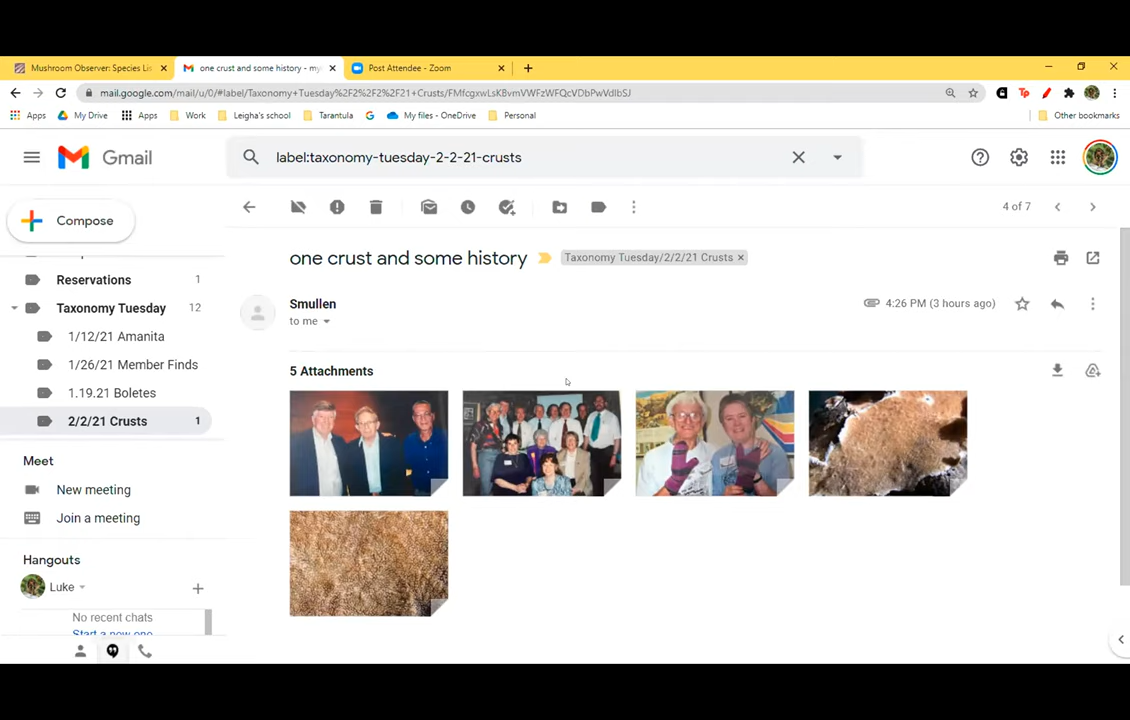 Mushroom Observer: Species Lis
one crust and some history - my
Post Attendee - Zoom
mail.google.com/mail/u/0/#label/Taxonomy+Tuesday%2F2%2F2%2F21+Crusts/FMfcgxwLsKBvmVWFzWFQcVDbPwVdlbSJ
Apps My Drive Apps Work Leigha's school Tarantula My files - OneDrive Personal Other bookmarks
Gmail
label:taxonomy-tuesday-2-2-21-crusts
4 of 7
Compose
one crust and some history Taxonomy Tuesday/2/2/21 Crusts ×
Reservations 1
Smullen
4:26 PM (3 hours ago)
Taxonomy Tuesday 12
to me
1/12/21 Amanita
1/26/21 Member Finds
5 Attachments
1.19.21 Boletes
2/2/21 Crusts 1
Meet
New meeting
Join a meeting
Hangouts
Luke
No recent chats
Start a new one